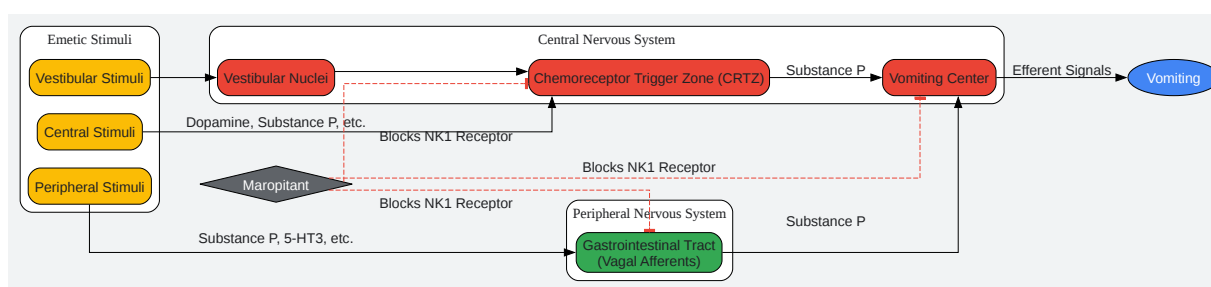 Emetic Stimuli
Central Nervous System
Vestibular Stimuli
Vestibular Nuclei
Chemoreceptor Trigger Zone (CRTZ)
Substance P
Vomiting Center
Efferent Signals
Vomiting
Central Stimuli
Dopamine, Substance P, etc.
Blocks NK1 Receptor
Peripheral Stimuli
Maropitant
Blocks NK1 Receptor
Blocks NK1 Receptor
Peripheral Nervous System
Substance P
Substance P, 5-HT3, etc.
Gastrointestinal Tract
(Vagal Afferents)